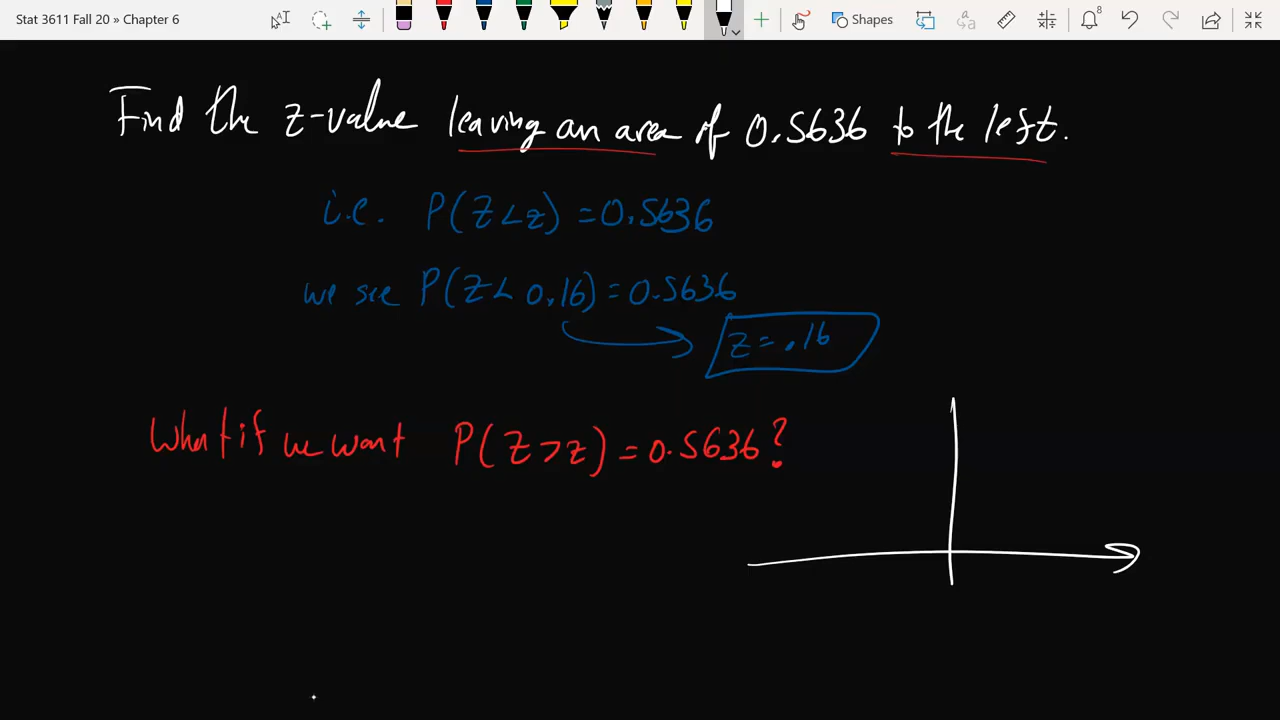 Stat 3611 Fall 20 » Chapter 6
Shapes
8
Find the z-value leaving an area of 0.5636 to the left.
i.e. P(Z<z) = 0.5636
we see P(Z< 0.16) = 0.5636
z = .16
What if we want P(Z>z) = 0.5636?